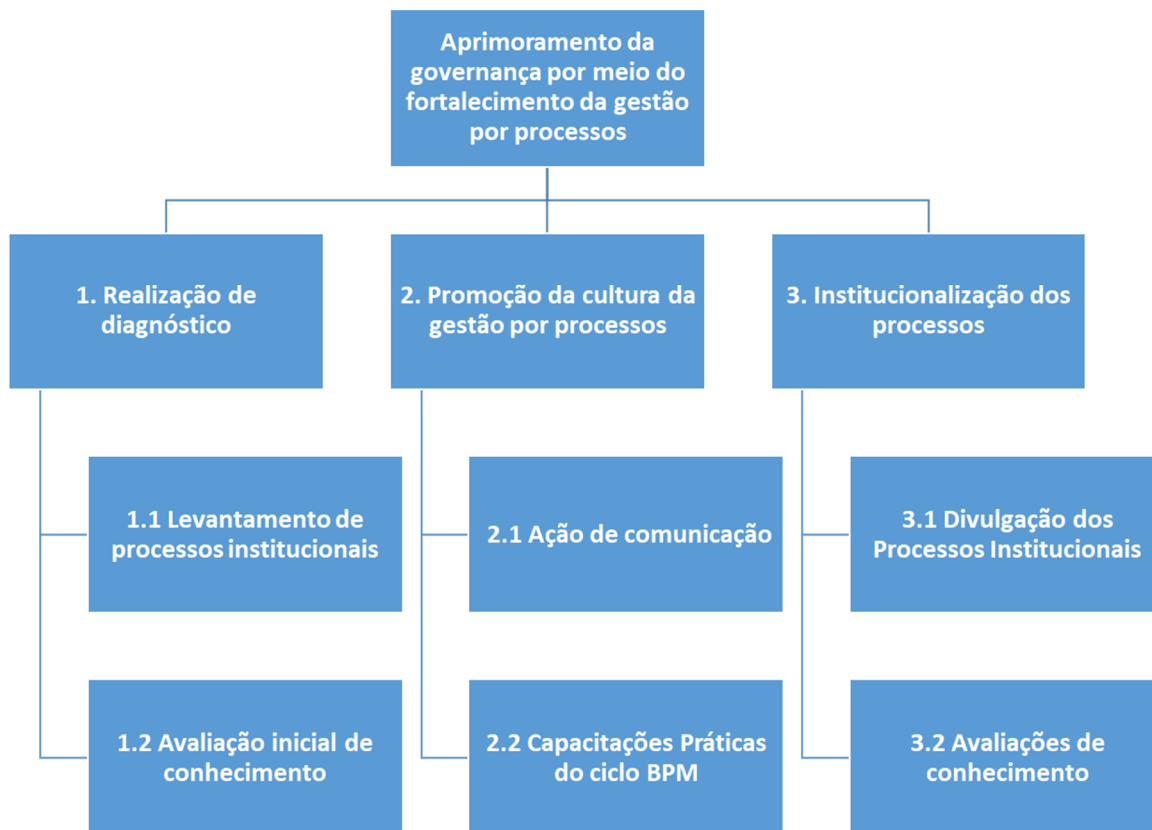 Aprimoramento da
governança por meio do
fortalecimento da gestão
por processos
1. Realização de
diagnóstico
2. Promoção da cultura da
gestão por processos
3. Institucionalização dos
processos
1.1 Levantamento de
processos institucionais
2.1 Ação de comunicação
3.1 Divulgação dos
Processos Institucionais
1.2 Avaliação inicial de
conhecimento
2.2 Capacitações Práticas
do ciclo BPM
3.2 Avaliações de
conhecimento